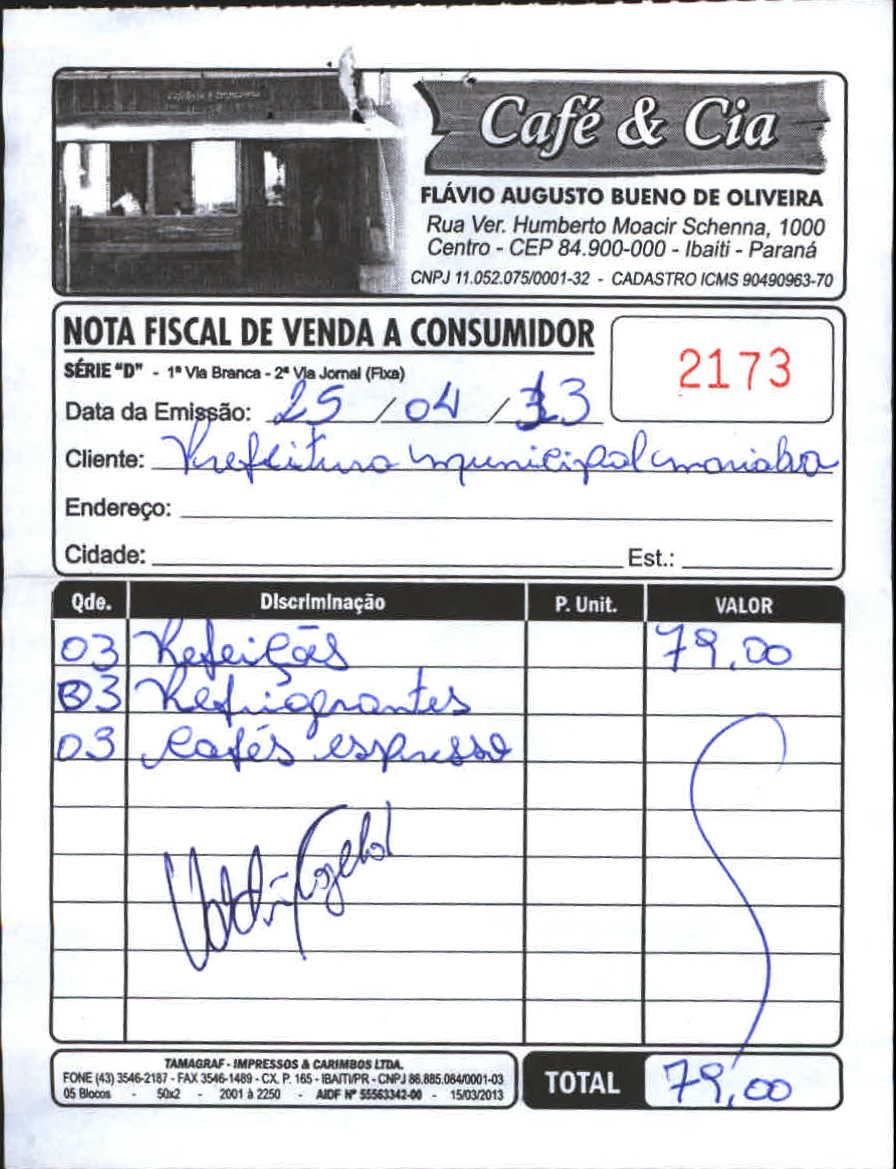 Café & Cia
FLÁVIO AUGUSTO BUENO DE OLIVEIRA
Rua Ver. Humberto Moacir Schenna, 1000
Centro - CEP 84.900-000 - Ibaiti - Paraná
CNPJ 11.052.075/0001-32 - CADASTRO ICMS 90490963-70
NOTA FISCAL DE VENDA A CONSUMIDOR
2173
SÉRIE "D" - 1ª Via Branca - 2ª Via Jornal (Fixa)
Data da Emissão: 25 / 04 / 13
Cliente: Prefeitura municipal
Endereço:
Cidade: Est.:
Qde. Discriminação P. Unit. VALOR
03 Refeições 79,00
03 Refrigrantes
03 Cafés espresso
TAMAGRAF - IMPRESSOS & CARIMBOS LTDA.
FONE (43) 3546-2187 - FAX 3546-1489 - CX. P. 165 - IBAITI/PR - CNPJ 86.885.084/0001-03
05 Blocos - 50x2 - 2001 à 2250 - AIDF Nº 55563342-00 - 15/03/2013
TOTAL 79,00